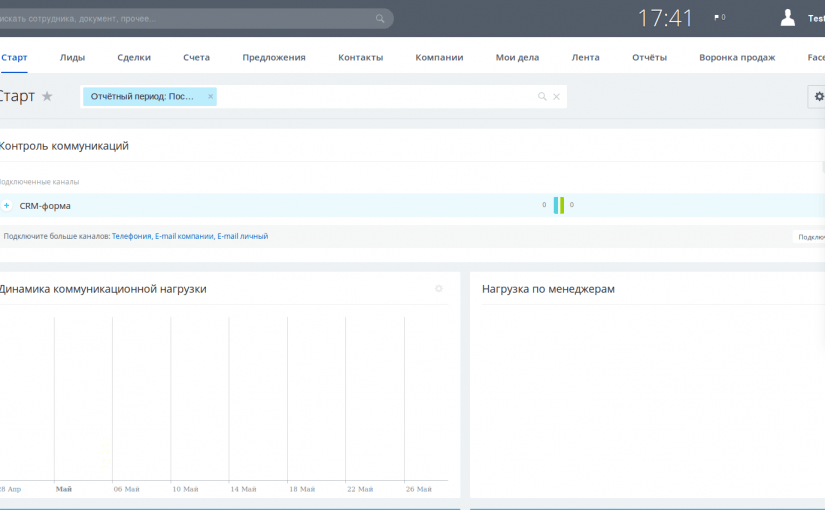 искать сотрудника, документ, прочее...
17:41
0
Test
Старт Лиды Сделки Счета Предложения Контакты Компании Мои дела Лента Отчёты Воронка продаж Face
Старт
Отчётный период: Пос...
Контроль коммуникаций
Подключенные каналы
CRM-форма
0 0
Подключите больше каналов: Телефония, E-mail компании, E-mail личный
Подклю
Динамика коммуникационной нагрузки
Нагрузка по менеджерам
28 Апр Май 06 Май 10 Май 14 Май 18 Май 22 Май 26 Май